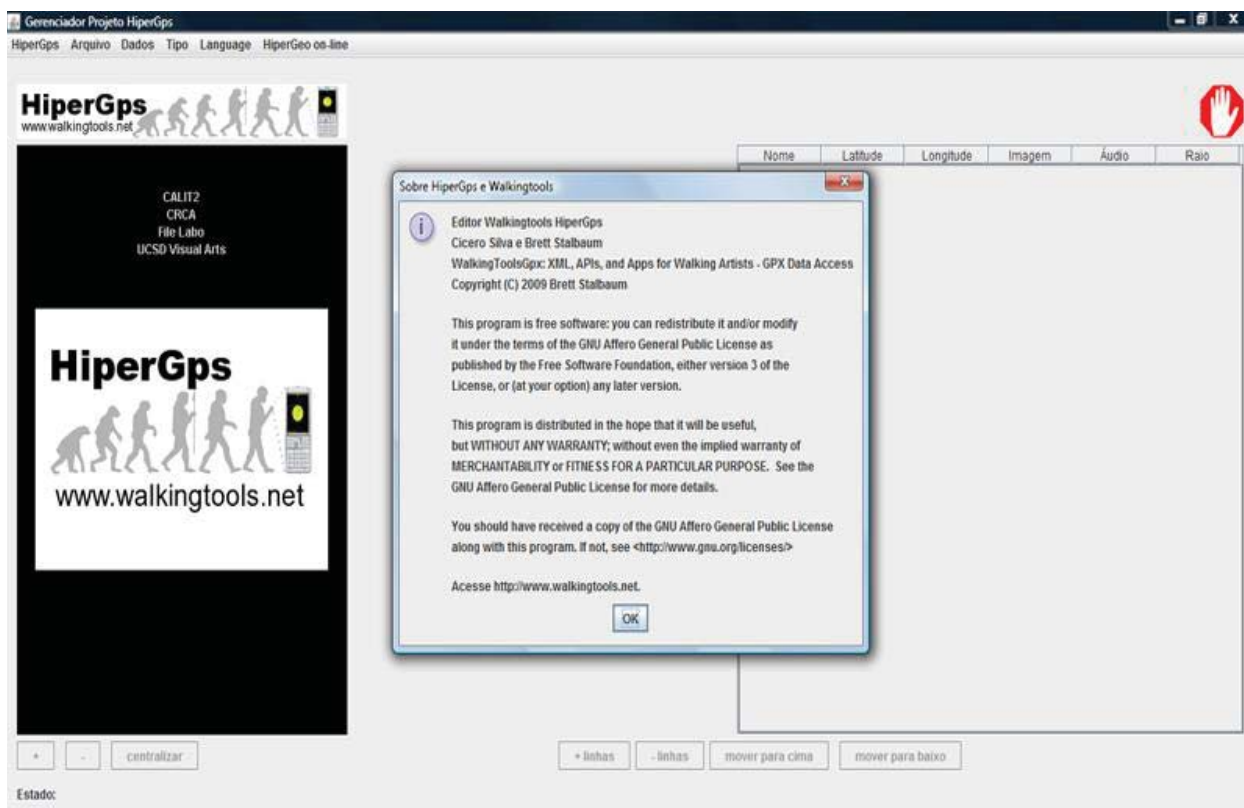 Gerenciador Projeto HiperGps
HiperGps Arquivo Dados Tipo Language HiperGeo on-line
HiperGps
www.walkingtools.net
CALIT2
CRCA
File Labo
UCSD Visual Arts
HiperGps
www.walkingtools.net
Nome Latitude Longitude Imagem Áudio Raio
Sobre HiperGps e Walkingtools
Editor Walkingtools HiperGps
Cicero Silva e Brett Stalbaum
WalkingToolsGpx: XML, APIs, and Apps for Walking Artists - GPX Data Access
Copyright (C) 2009 Brett Stalbaum
This program is free software: you can redistribute it and/or modify
it under the terms of the GNU Affero General Public License as
published by the Free Software Foundation, either version 3 of the
License, or (at your option) any later version.
This program is distributed in the hope that it will be useful,
but WITHOUT ANY WARRANTY; without even the implied warranty of
MERCHANTABILITY or FITNESS FOR A PARTICULAR PURPOSE. See the
GNU Affero General Public License for more details.
You should have received a copy of the GNU Affero General Public License
along with this program. If not, see <http://www.gnu.org/licenses/>
Acesse http://www.walkingtools.net.
OK
+ - centralizar + linhas - linhas mover para cima mover para baixo
Estado: